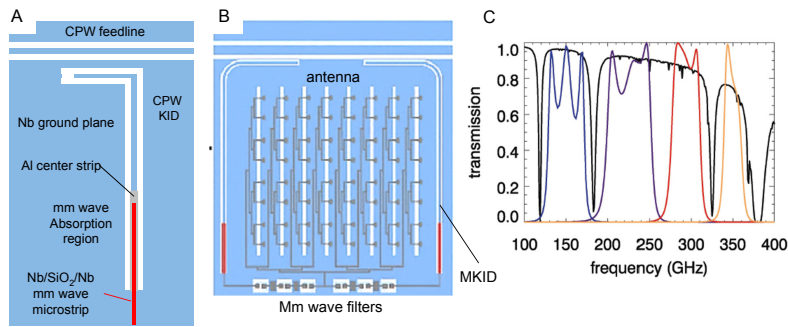 A
CPW feedline
CPW
KID
Nb ground plane
Al center strip
mm wave
Absorption
region
Nb/SiO2/Nb
mm wave
microstrip
B
antenna
MKID
Mm wave filters
C
transmission
1.0
0.8
0.6
0.4
0.2
0.0
100 150 200 250 300 350 400
frequency (GHz)